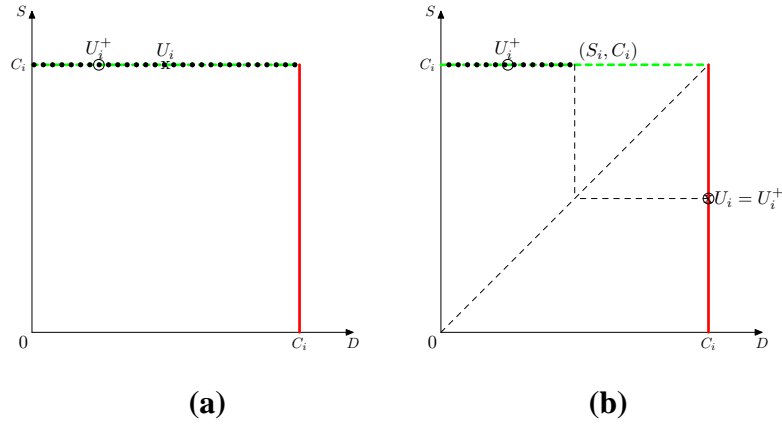 S
S
U_i^+
U_i
U_i^+
(S_i, C_i)
C_i
C_i
x
U_i = U_i^+
0
C_i
D
0
C_i
D
(a)
(b)